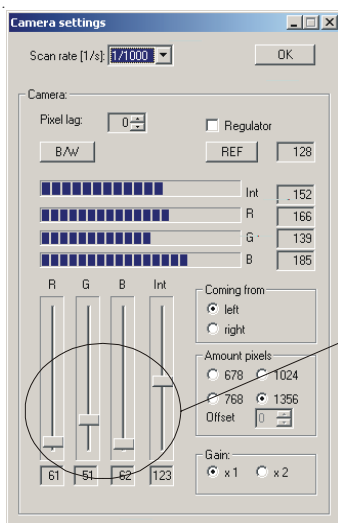 Camera settings
Scan rate [1/s]: 1/1000 OK
Camera:
Pixel lag: 0 Regulator
B/W REF 128
Int 152
R 166
G 139
B 185
R G B Int
Coming from
left
right
Amount pixels
678 1024
768 1356
Offset 0
61 51 62 123
Gain:
x 1 x 2